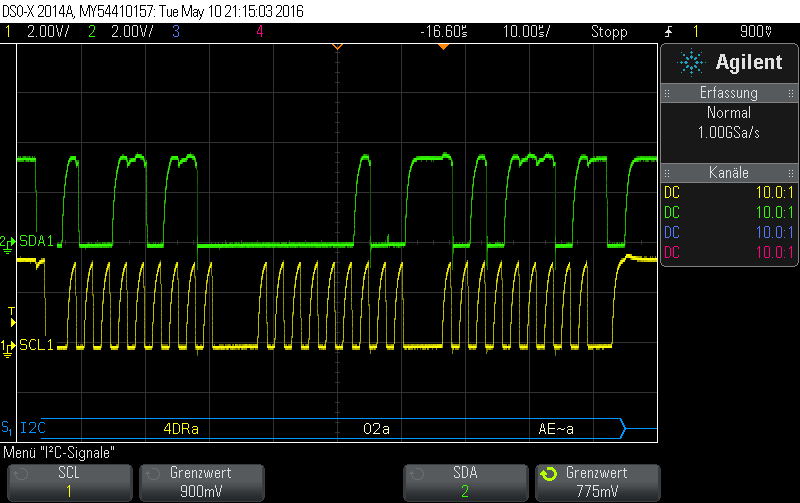 DSO-X 2014A, MY54410157: Tue May 10 21:15:03 2016
1 2.00V/ 2 2.00V/ 3 4 -16.60µs 10.00µs/ Stopp 1 900mV
Agilent
Erfassung
Normal
1.00GSa/s
Kanäle
DC 10.0:1
DC 10.0:1
DC 10.0:1
DC 10.0:1
2 SDA1
T
1 SCL1
S1 I2C 4DRa 02a AE~a
Menü "I²C-Signale"
SCL
1
Grenzwert
900mV
SDA
2
Grenzwert
775mV